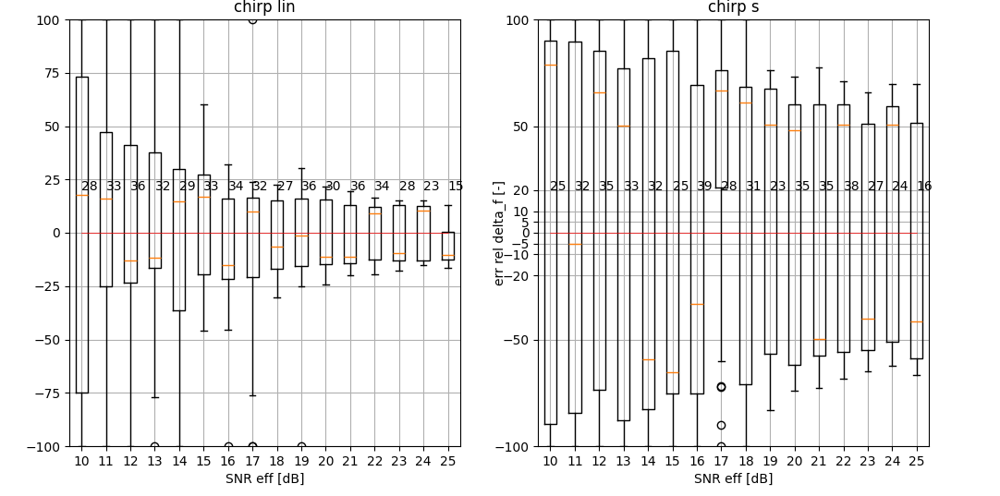 chirp lin
100
75
50
25
0
−25
−50
−75
−100
28 33 36 32 29 33 34 32 27 36 30 36 34 28 23 15
10 11 12 13 14 15 16 17 18 19 20 21 22 23 24 25
SNR eff [dB]
chirp s
err rel delta_f [-]
100
50
20
10
5
0
−5
−10
−20
−50
−100
25 32 35 33 32 25 39 28 31 23 35 35 38 27 24 16
10 11 12 13 14 15 16 17 18 19 20 21 22 23 24 25
SNR eff [dB]